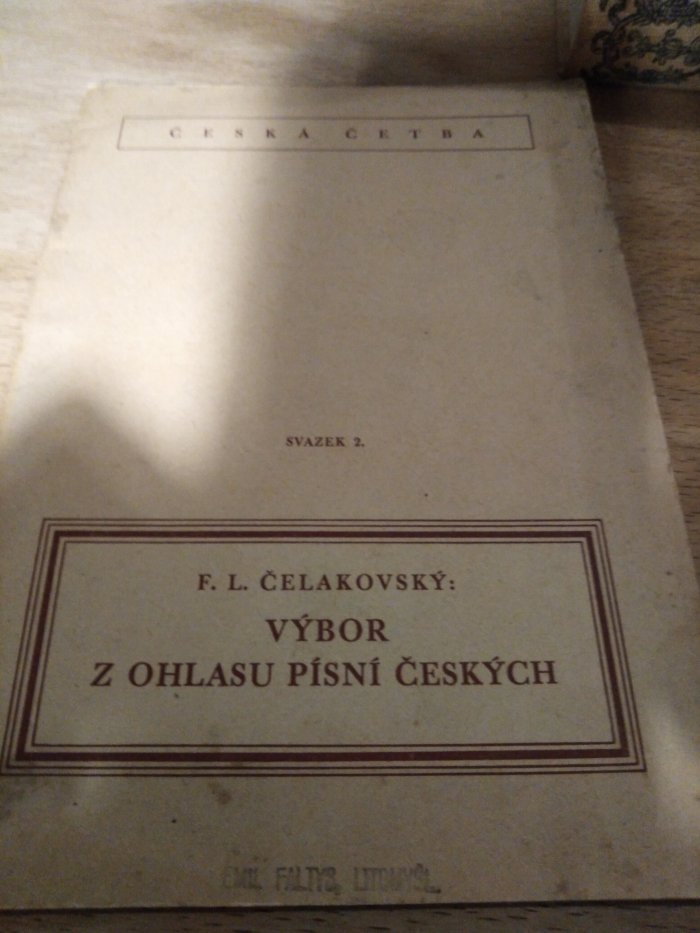 ČESKÁ ČETBA
SVAZEK 2.
F. L. ČELAKOVSKÝ:
VÝBOR
Z OHLASU PÍSNÍ ČESKÝCH
EMIL FALTYS, LITOMYŠL.